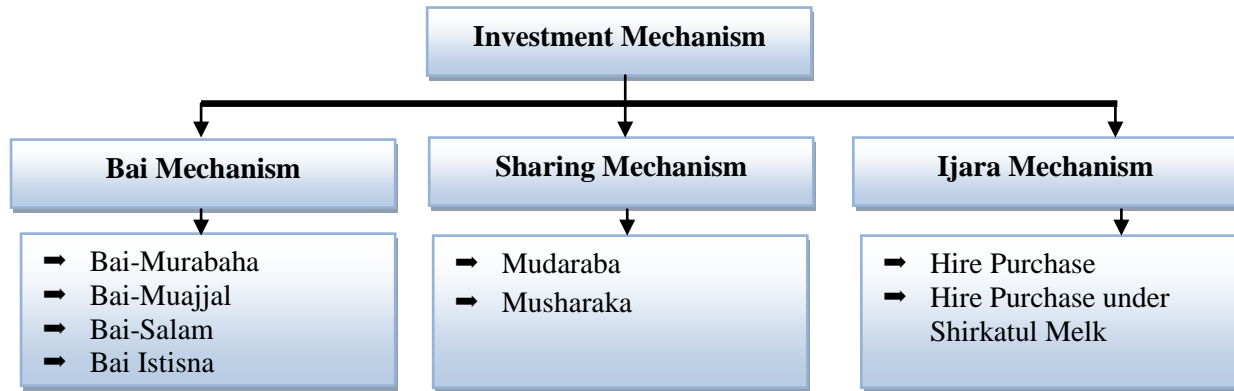 Investment Mechanism
Bai Mechanism
Sharing Mechanism
Ijara Mechanism
➡ Bai-Murabaha
➡ Bai-Muajjal
➡ Bai-Salam
➡ Bai Istisna
➡ Mudaraba
➡ Musharaka
➡ Hire Purchase
➡ Hire Purchase under
Shirkatul Melk